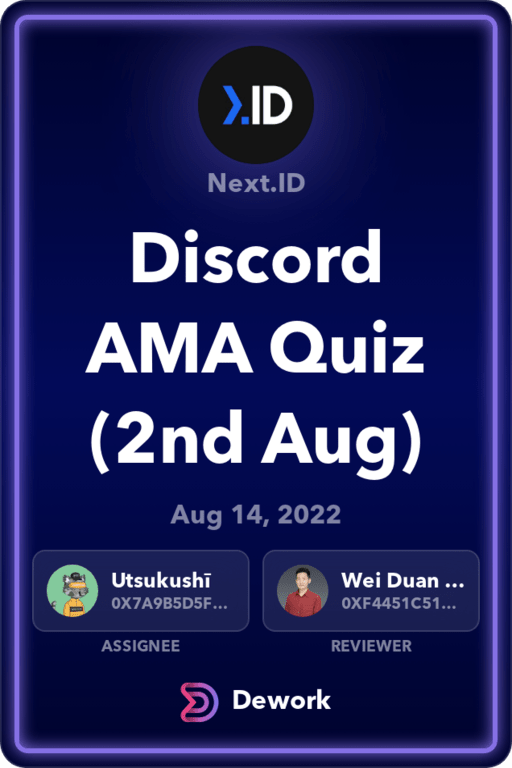 .ID
Next.ID
Discord
AMA Quiz
(2nd Aug)
Aug 14, 2022
Utsukushī
0X7A9B5D5F...
Wei Duan ...
0XF4451C51...
ASSIGNEE
REVIEWER
Dework